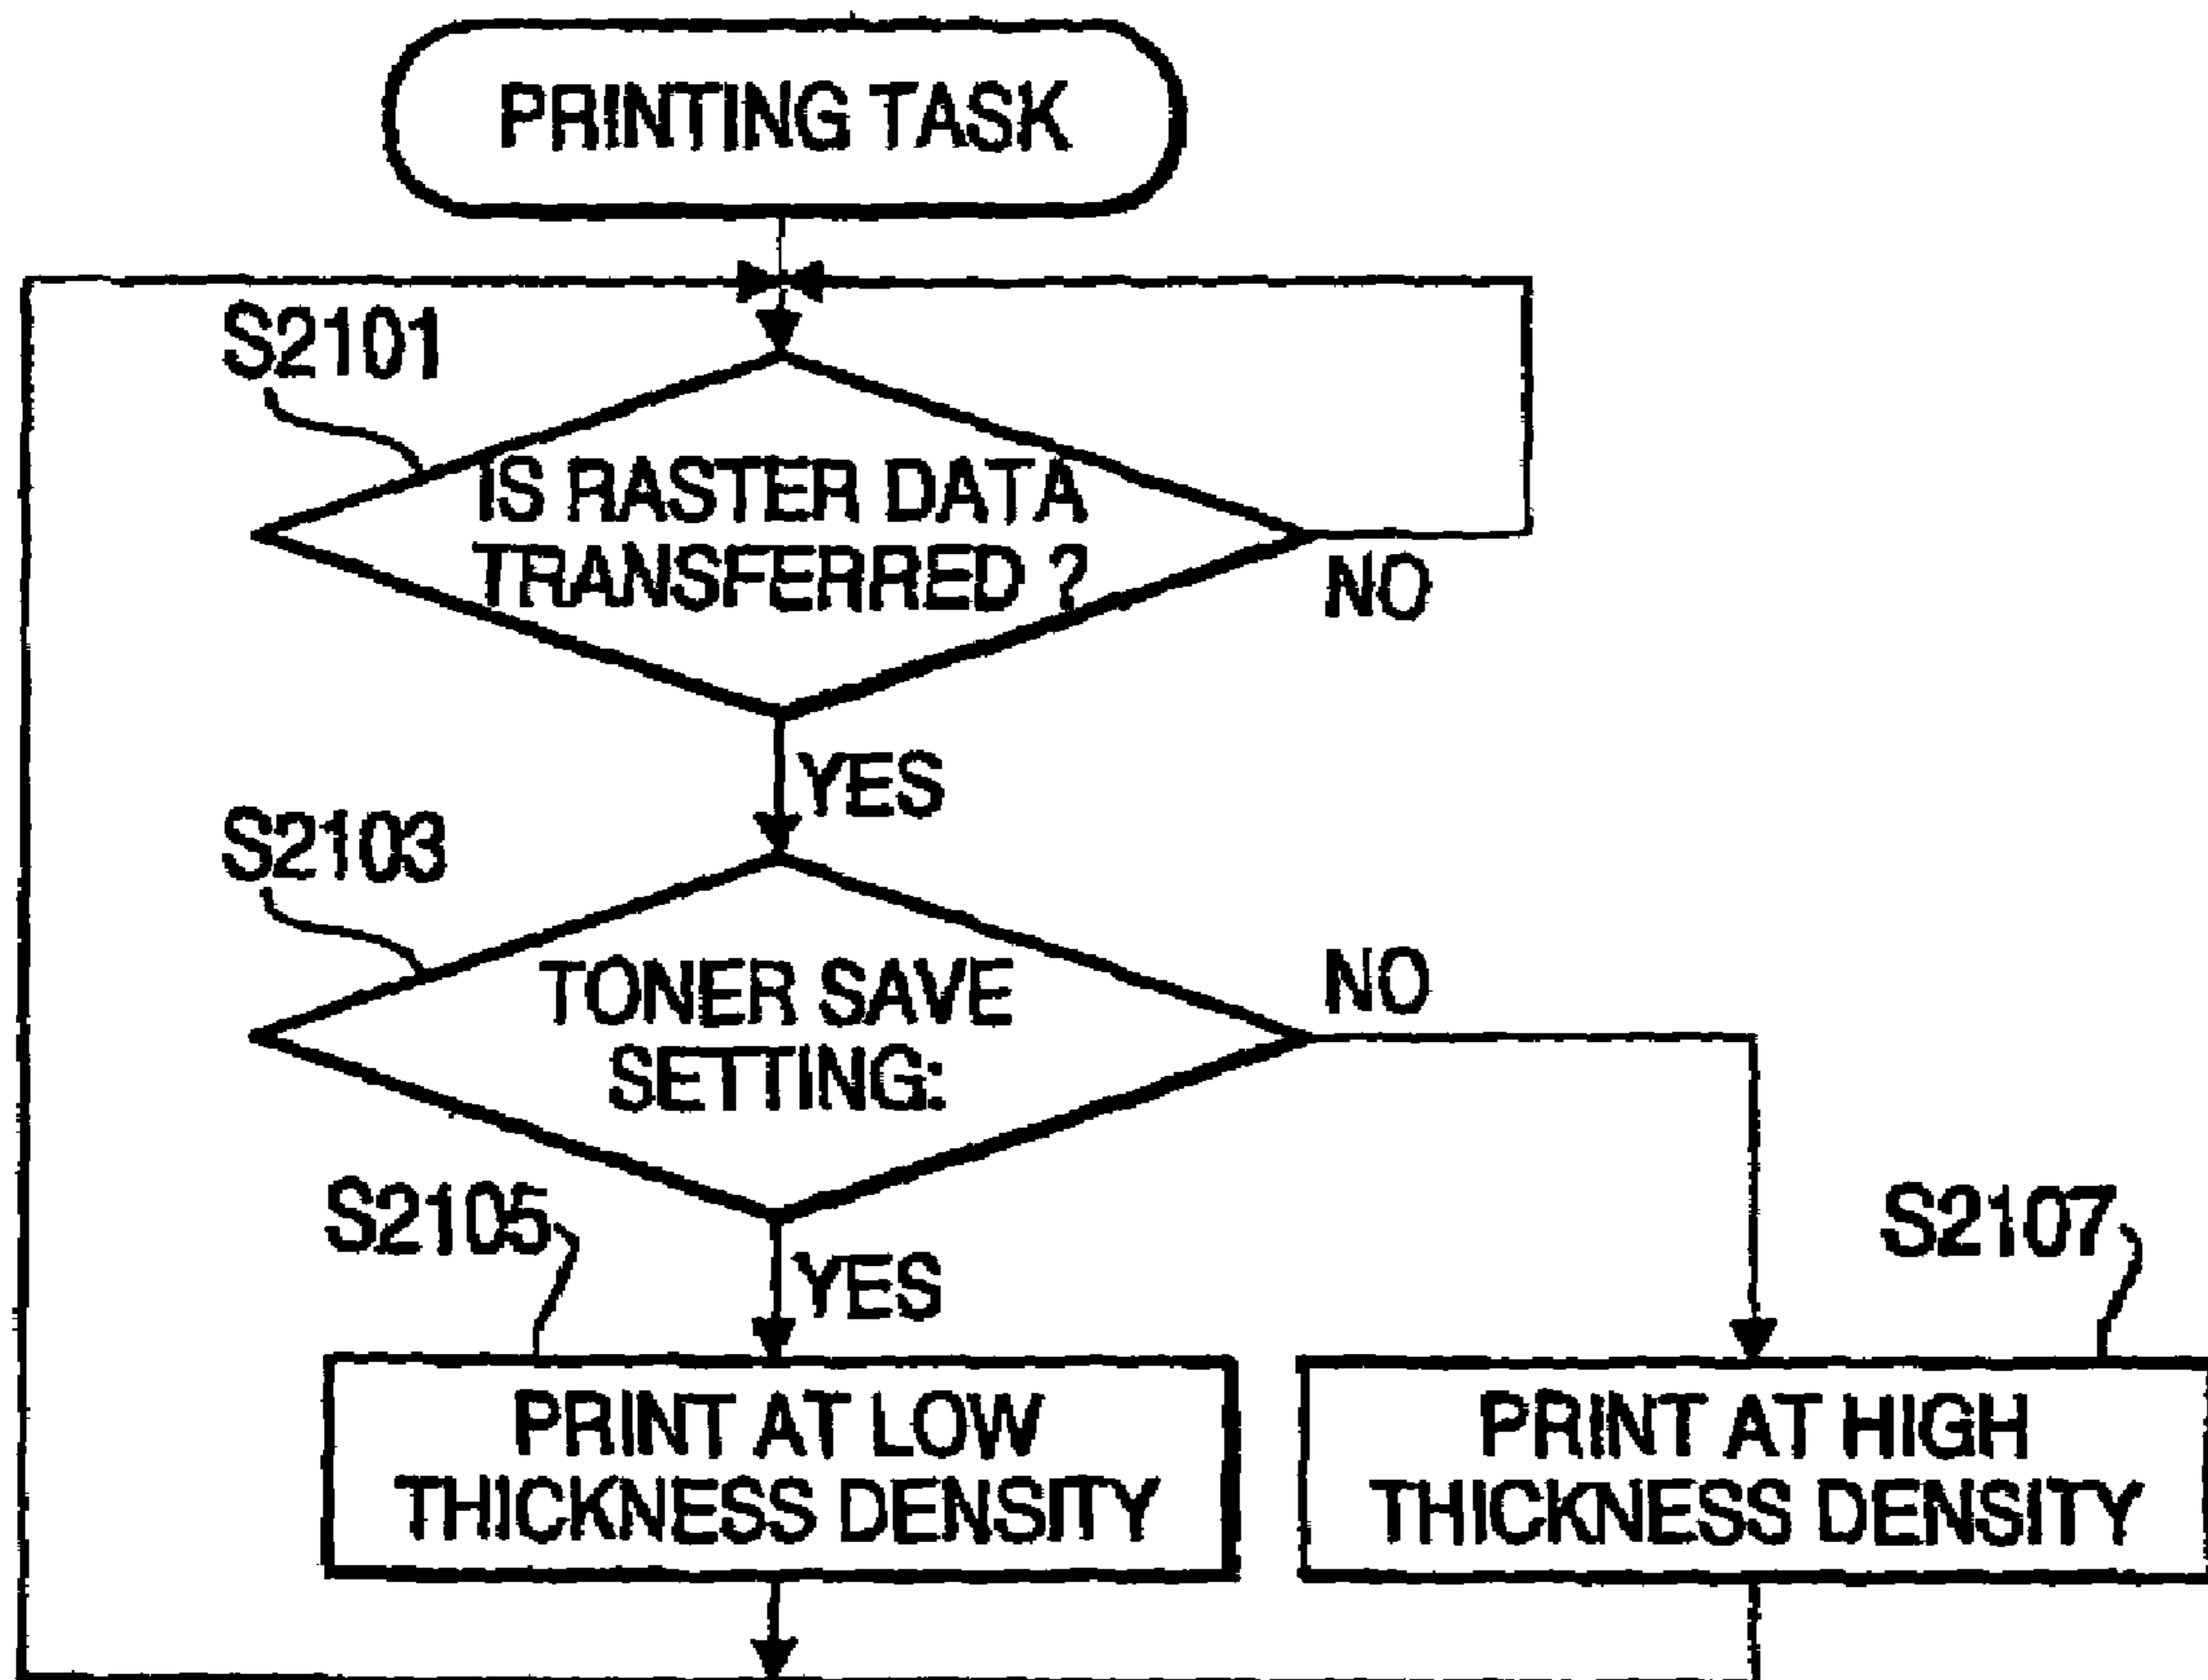 PRINTING TASK
S2101
IS RASTER DATA
TRANSFERRED ?
NO
YES
S2103
TONER SAVE
SETTING:
NO
S2105
YES
S2107
PRINT AT LOW
THICKNESS DENSITY
PRINT AT HIGH
THICKNESS DENSITY